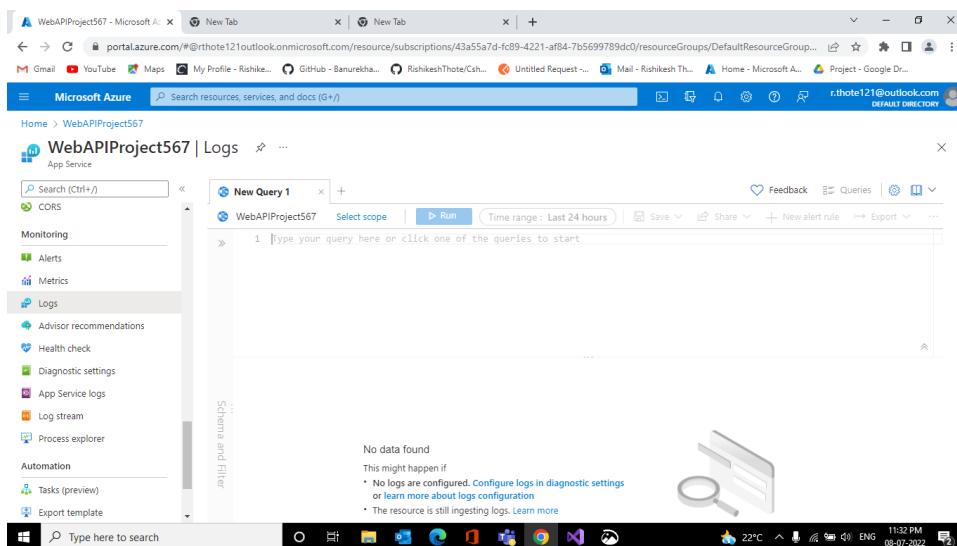 WebAPIProject567 - Microsoft Az
New Tab
New Tab
portal.azure.com/#@rthote121outlook.onmicrosoft.com/resource/subscriptions/43a55a7d-fc89-4221-af84-7b5699789dc0/resourceGroups/DefaultResourceGroup...
Gmail YouTube Maps My Profile - Rishike... GitHub - Banurekha... RishikeshThote/Csh... Untitled Request -... Mail - Rishikesh Th... Home - Microsoft A... Project - Google Dr...
Microsoft Azure Search resources, services, and docs (G+/) r.thote121@outlook.com
DEFAULT DIRECTORY
Home > WebAPIProject567
WebAPIProject567 | Logs
App Service
Search (Ctrl+/)
CORS
Monitoring
Alerts
Metrics
Logs
Advisor recommendations
Health check
Diagnostic settings
App Service logs
Log stream
Process explorer
Automation
Tasks (preview)
Export template
New Query 1 Feedback Queries
WebAPIProject567 Select scope Run Time range : Last 24 hours Save Share New alert rule Export
1 Type your query here or click one of the queries to start
Schema and Filter
No data found
This might happen if
• No logs are configured. Configure logs in diagnostic settings
or learn more about logs configuration
• The resource is still ingesting logs. Learn more
Type here to search 22°C ENG 11:32 PM
08-07-2022